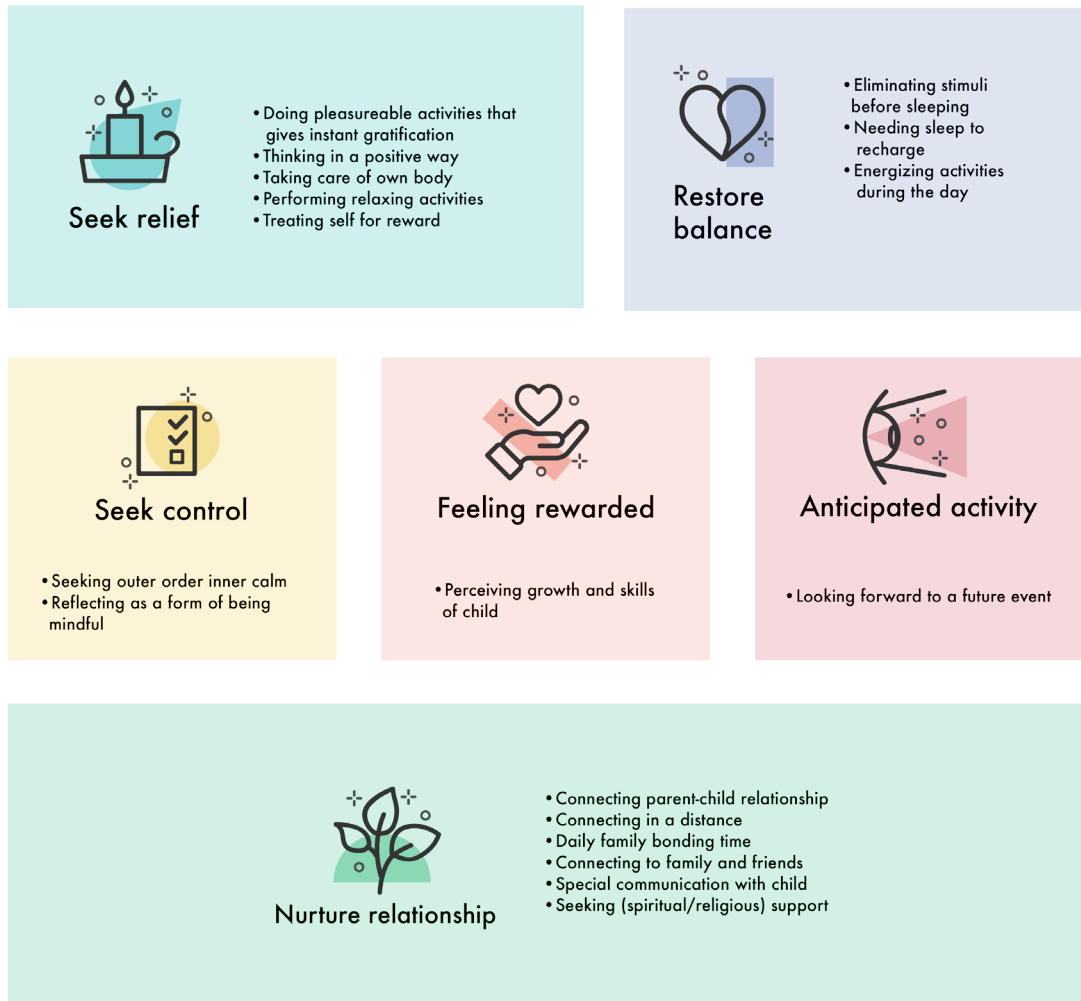 Seek relief
• Doing pleasureable activities that
gives instant gratification
• Thinking in a positive way
• Taking care of own body
• Performing relaxing activities
• Treating self for reward
Restore
balance
• Eliminating stimuli
before sleeping
• Needing sleep to
recharge
• Energizing activities
during the day
Seek control
• Seeking outer order inner calm
• Reflecting as a form of being
mindful
Feeling rewarded
• Perceiving growth and skills
of child
Anticipated activity
• Looking forward to a future event
Nurture relationship
• Connecting parent-child relationship
• Connecting in a distance
• Daily family bonding time
• Connecting to family and friends
• Special communication with child
• Seeking (spiritual/religious) support